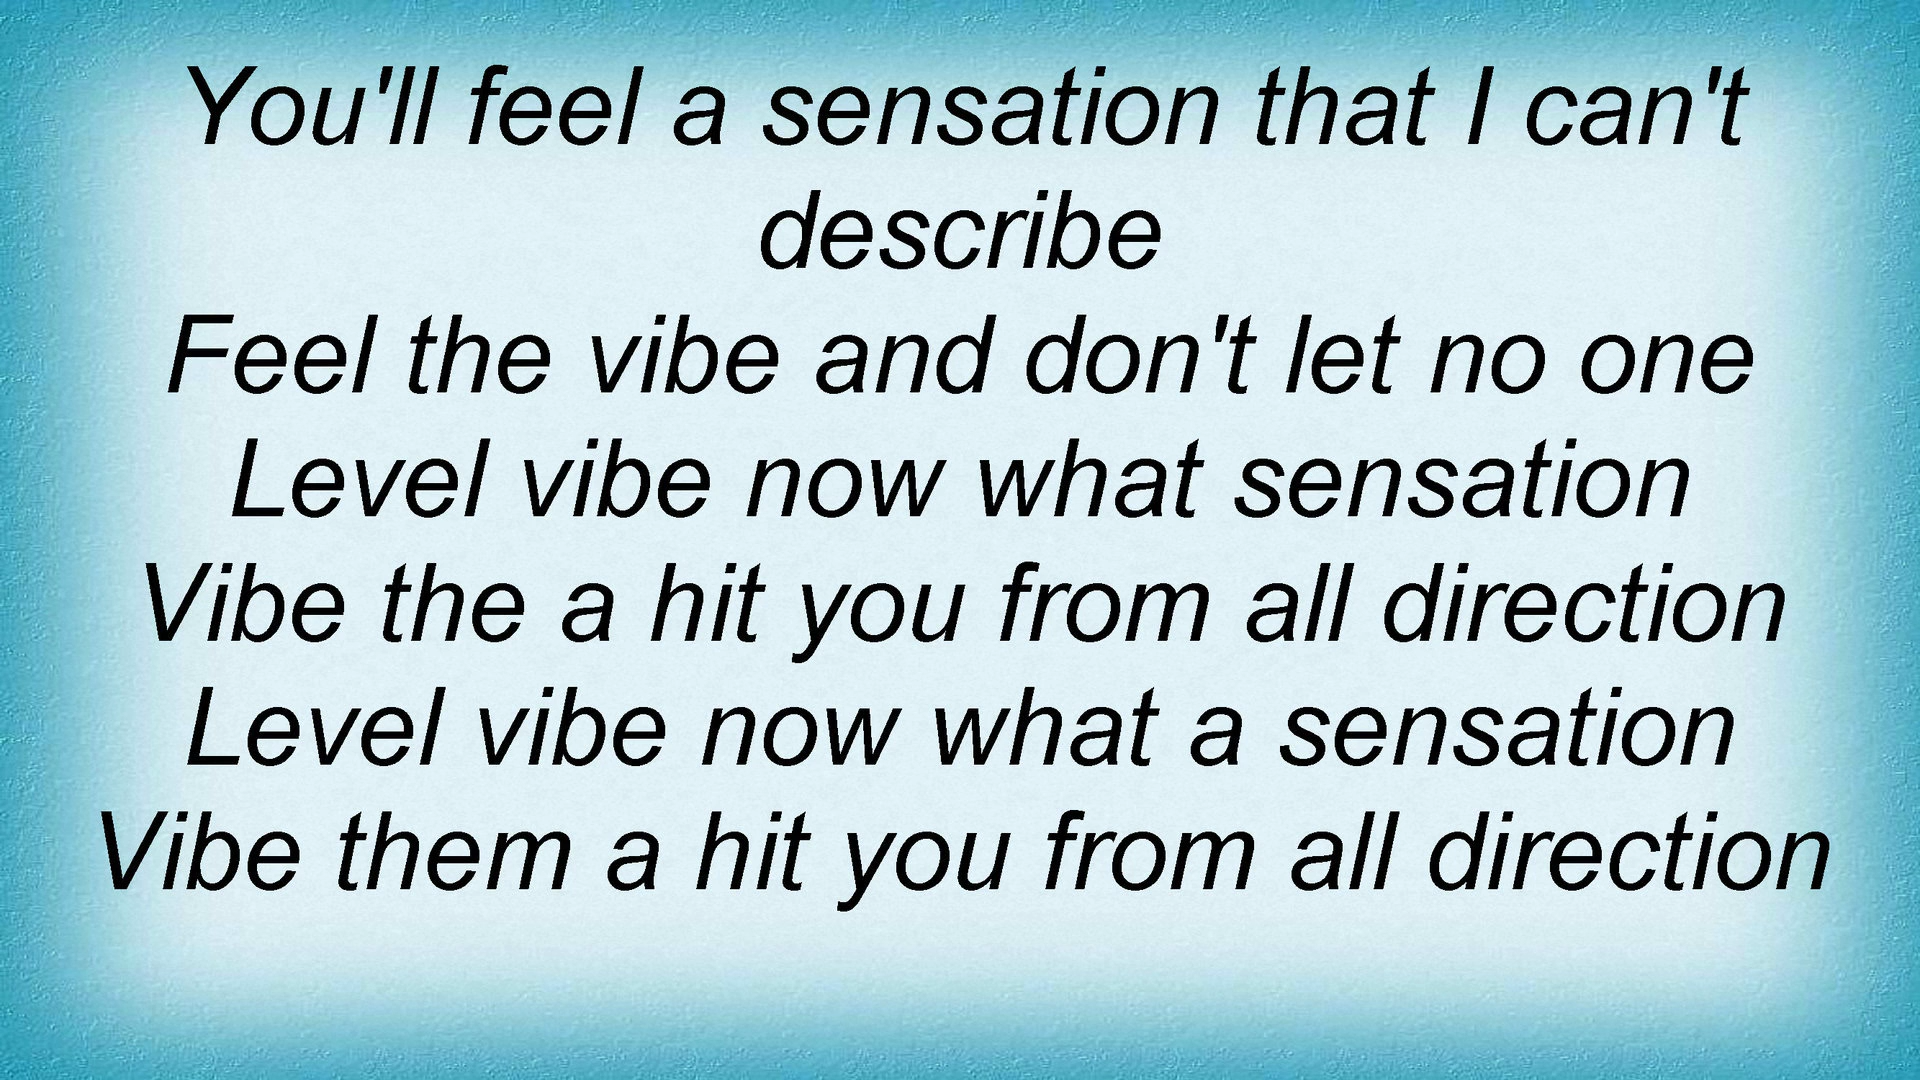 You'll feel a sensation that I can't
describe
Feel the vibe and don't let no one
Level vibe now what sensation
Vibe the a hit you from all direction
Level vibe now what a sensation
Vibe them a hit you from all direction